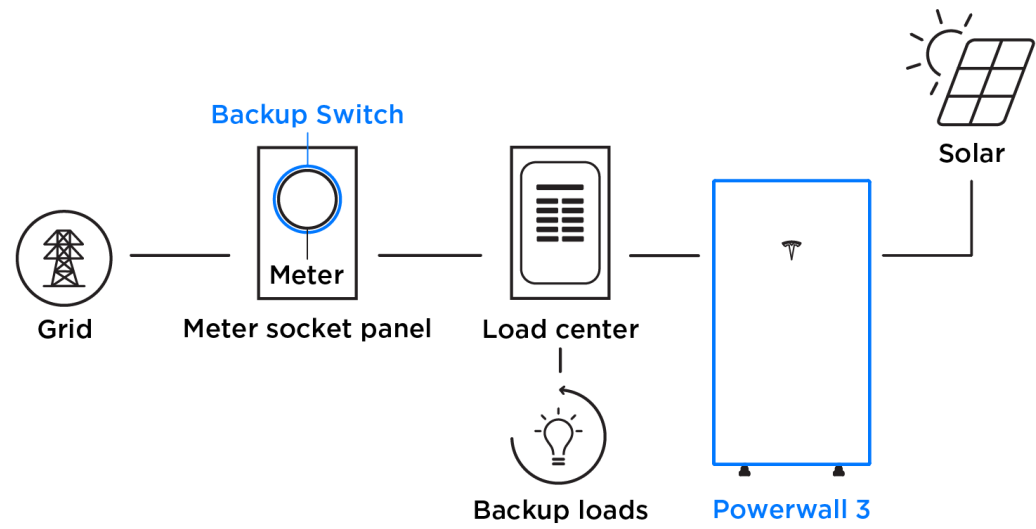 Backup Switch
Solar
Meter
Grid
Meter socket panel
Load center
Backup loads
Powerwall 3